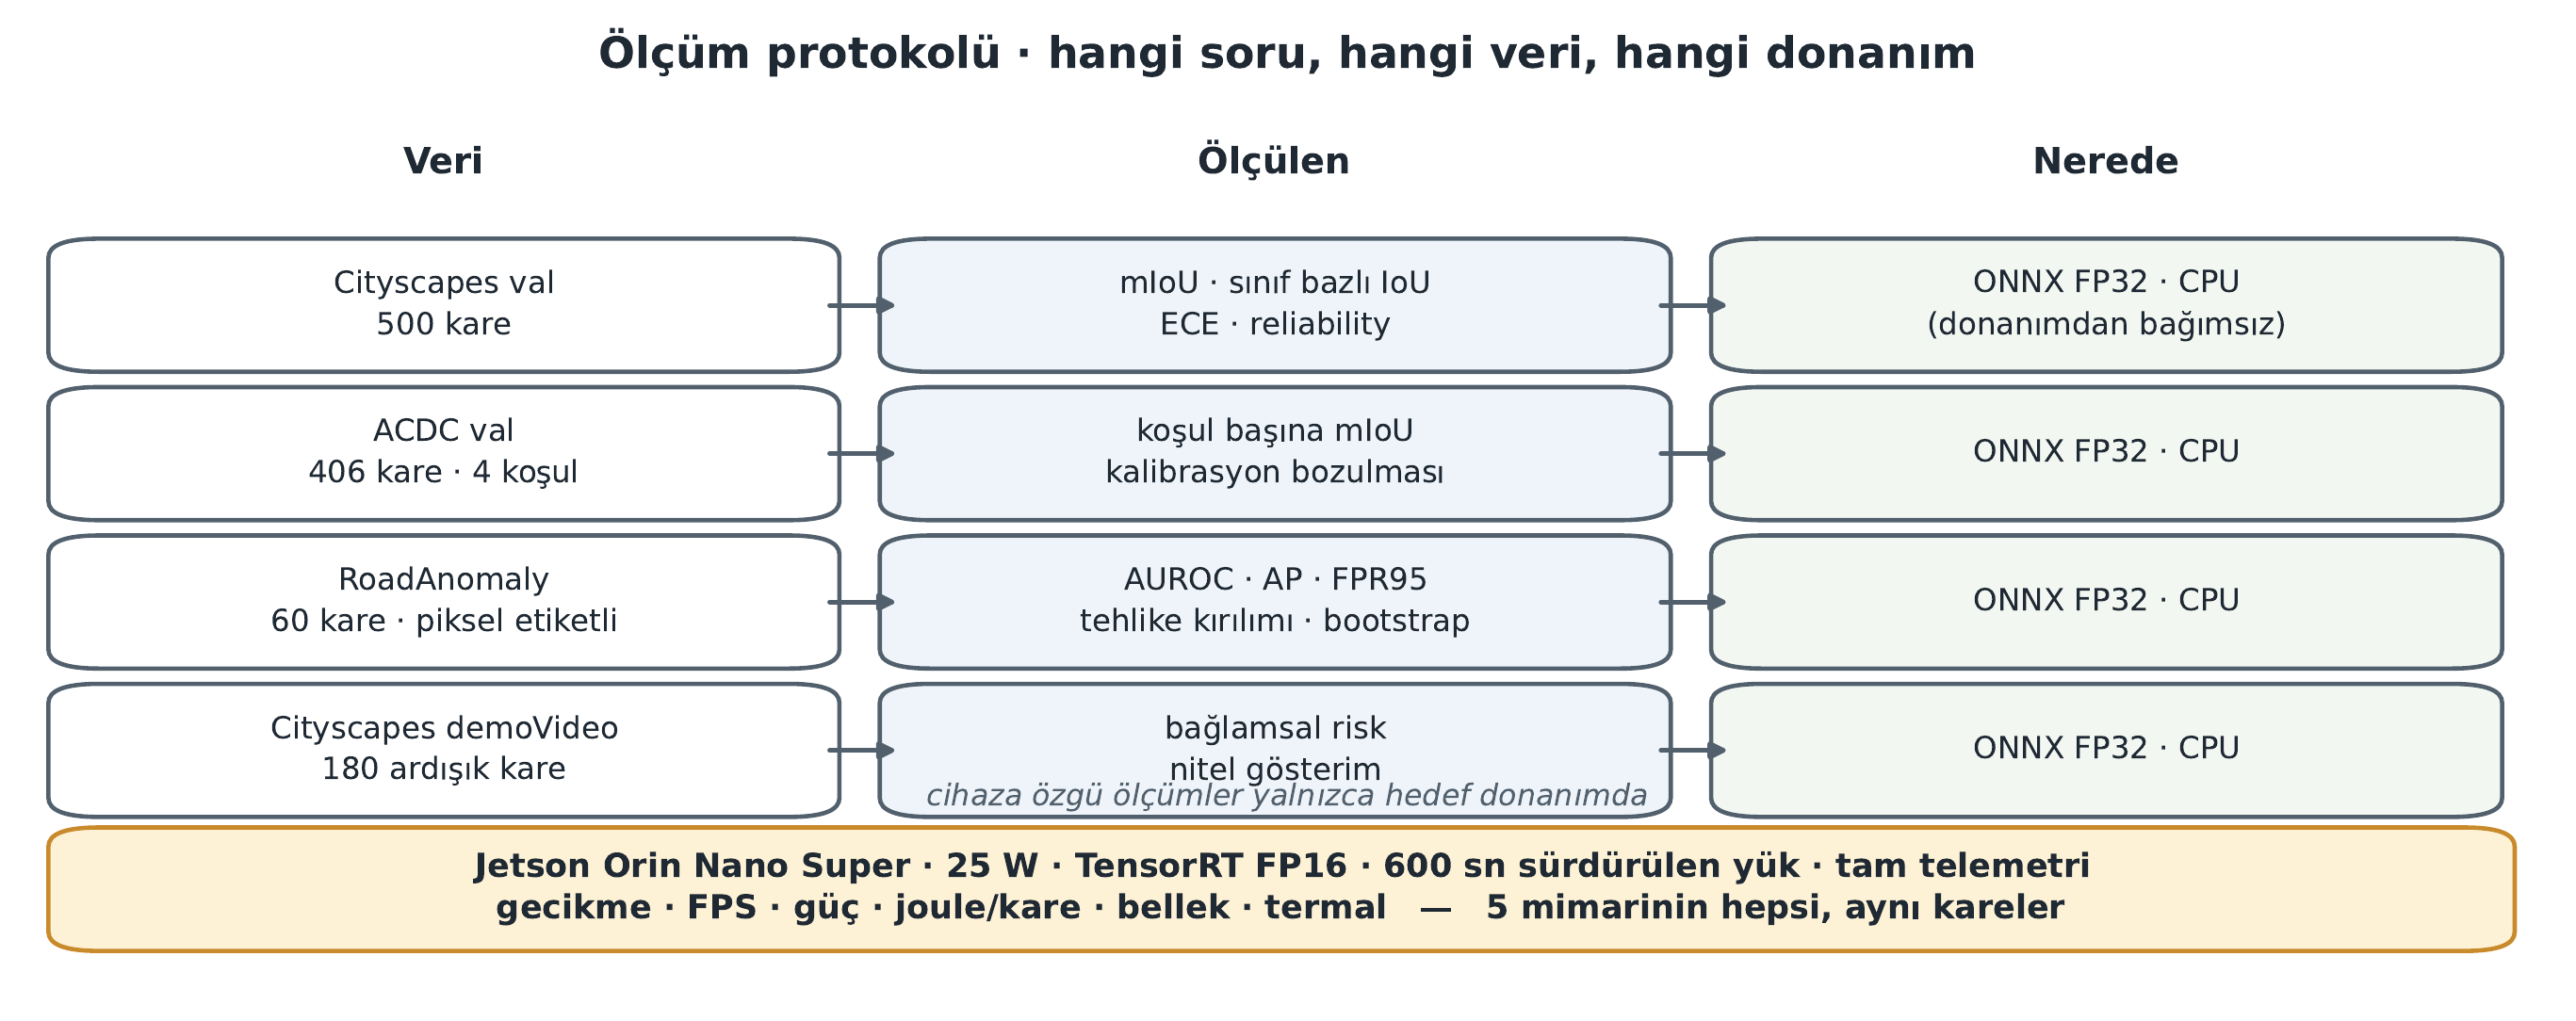 Ölçüm protokolü · hangi soru, hangi veri, hangi donanım
Veri
Ölçülen
Nerede
Cityscapes val
500 kare
mIoU · sınıf bazlı IoU
ECE · reliability
ONNX FP32 · CPU
(donanımdan bağımsız)
ACDC val
406 kare · 4 koşul
koşul başına mIoU
kalibrasyon bozulması
ONNX FP32 · CPU
RoadAnomaly
60 kare · piksel etiketli
AUROC · AP · FPR95
tehlike kırılımı · bootstrap
ONNX FP32 · CPU
Cityscapes demoVideo
180 ardışık kare
bağlamsal risk
nitel gösterim
ONNX FP32 · CPU
cihaza özgü ölçümler yalnızca hedef donanımda
Jetson Orin Nano Super · 25 W · TensorRT FP16 · 600 sn sürdürülen yük · tam telemetri
gecikme · FPS · güç · joule/kare · bellek · termal — 5 mimarinin hepsi, aynı kareler